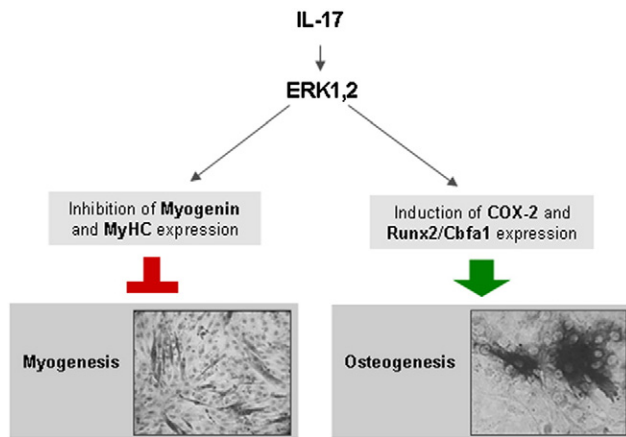 IL-17
ERK1,2
Inhibition of Myogenin
and MyHC expression
Induction of COX-2 and
Runx2/Cbfa1 expression
Myogenesis
Osteogenesis